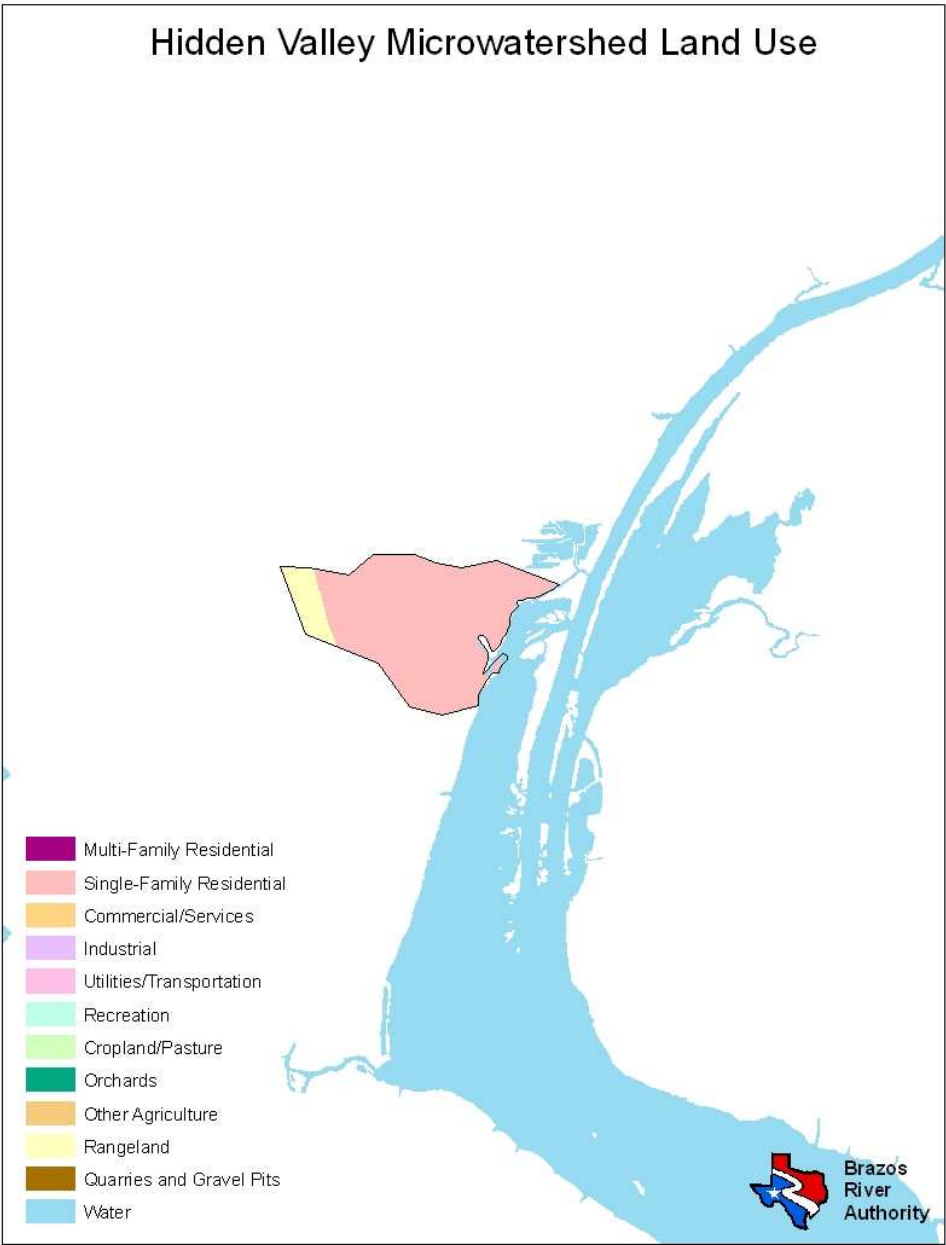 Hidden Valley Microwatershed Land Use
Multi-Family Residential
Single-Family Residential
Commercial/Services
Industrial
Utilities/Transportation
Recreation
Cropland/Pasture
Orchards
Other Agriculture
Rangeland
Quarries and Gravel Pits
Water
Brazos
River
Authority